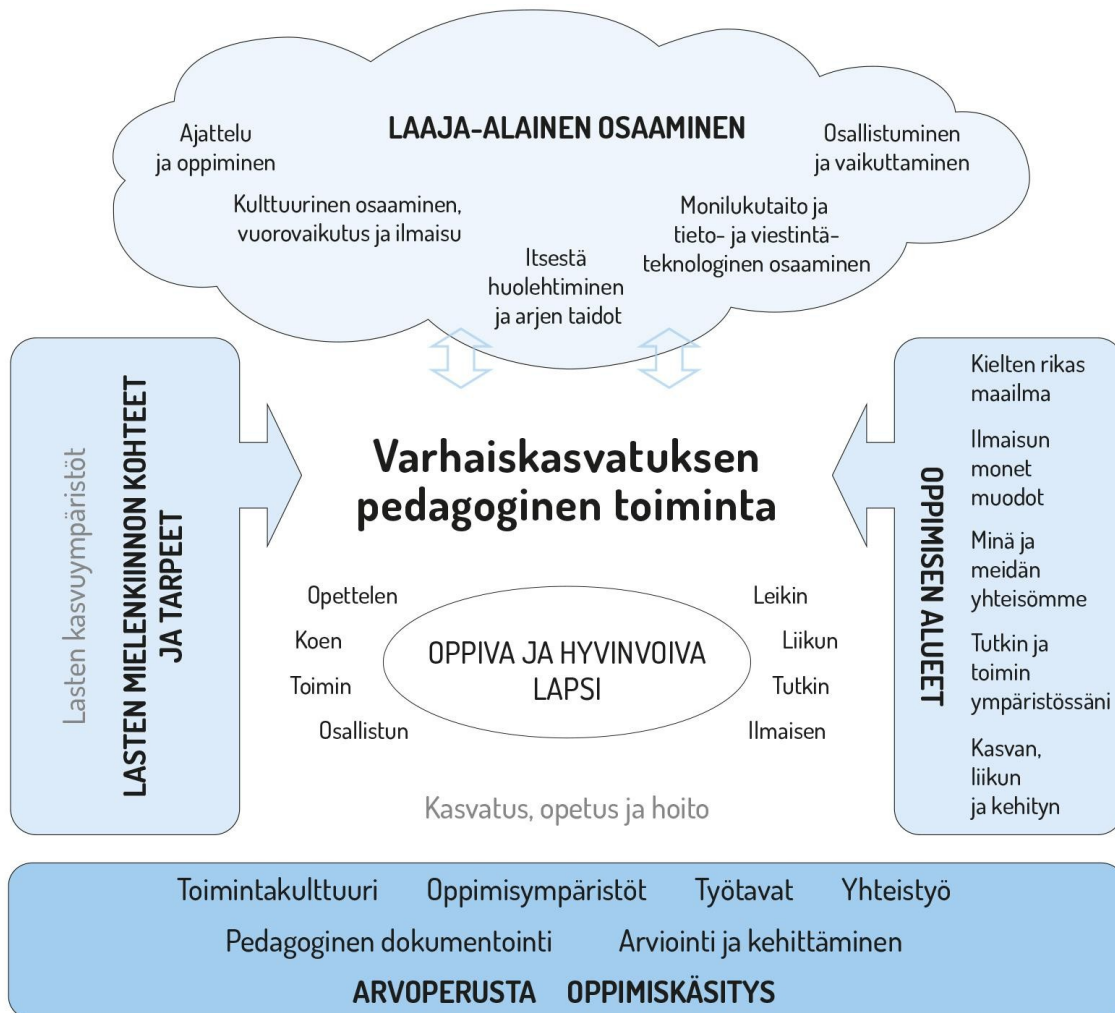 LAAJA-ALAINEN OSAAMINEN
Ajattelu
ja oppiminen
Kulttuurinen osaaminen,
vuorovaikutus ja ilmaisu
Itsestä
huolehtiminen
ja arjen taidot
Monilukutaito ja
tieto- ja viestintä-
teknologinen osaaminen
Osallistuminen
ja vaikuttaminen
Lasten kasvuympäristöt
LASTEN MIELENKIINNON KOHTEET
JA TARPEET
Varhaiskasvatuksen
pedagoginen toiminta
Opettelen
Koen
Toimin
Osallistun
OPPIVA JA HYVINVOIVA
LAPSI
Leikin
Liikun
Tutkin
Ilmaisen
Kasvatus, opetus ja hoito
OPPIMISEN ALUEET
Kielten rikas
maailma
Ilmaisun
monet
muodot
Minä ja
meidän
yhteisömme
Tutkin ja
toimin
ympäristössäni
Kasvan,
liikun
ja kehityn
Toimintakulttuuri Oppimisympäristöt Työtavat Yhteistyö
Pedagoginen dokumentointi Arviointi ja kehittäminen
ARVOPERUSTA OPPIMISKÄSITYS